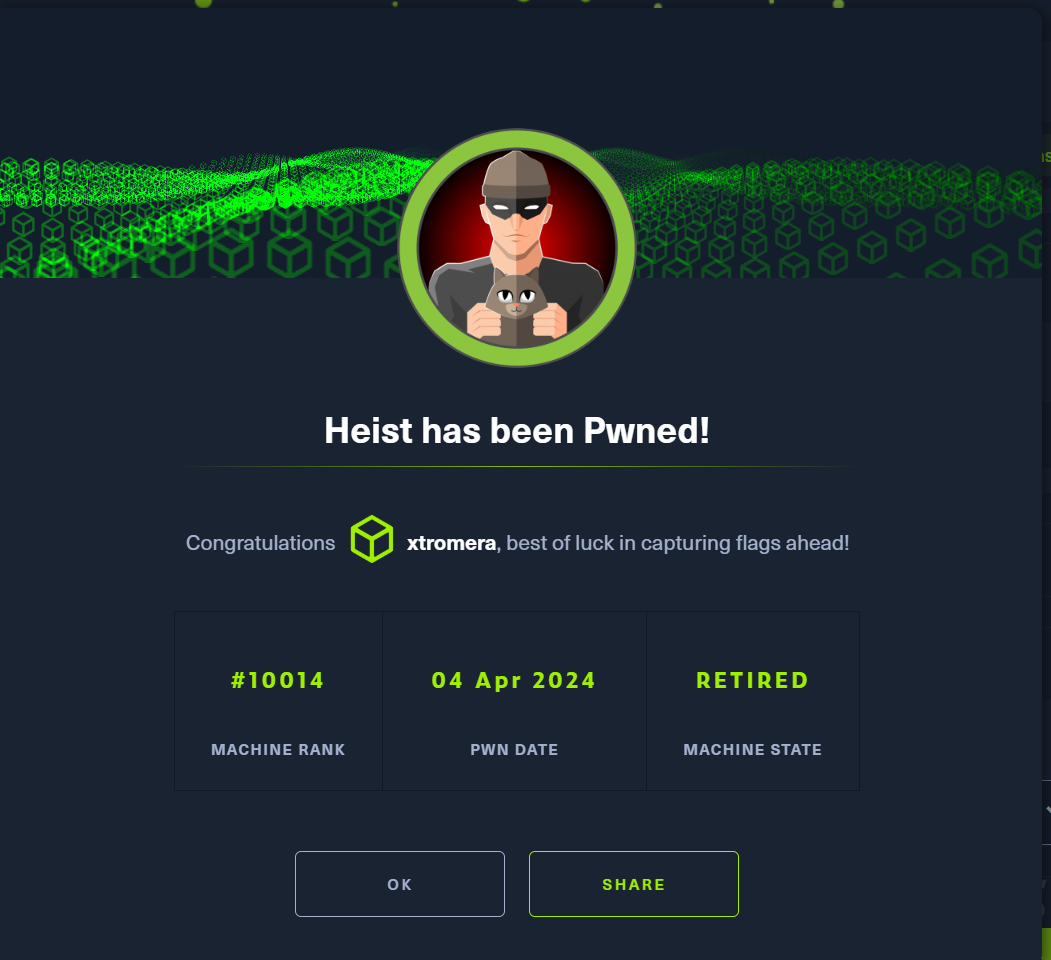 Heist has been Pwned!
Congratulations xtromera, best of luck in capturing flags ahead!
#10014 04 Apr 2024 RETIRED
MACHINE RANK PWN DATE MACHINE STATE
OK SHARE